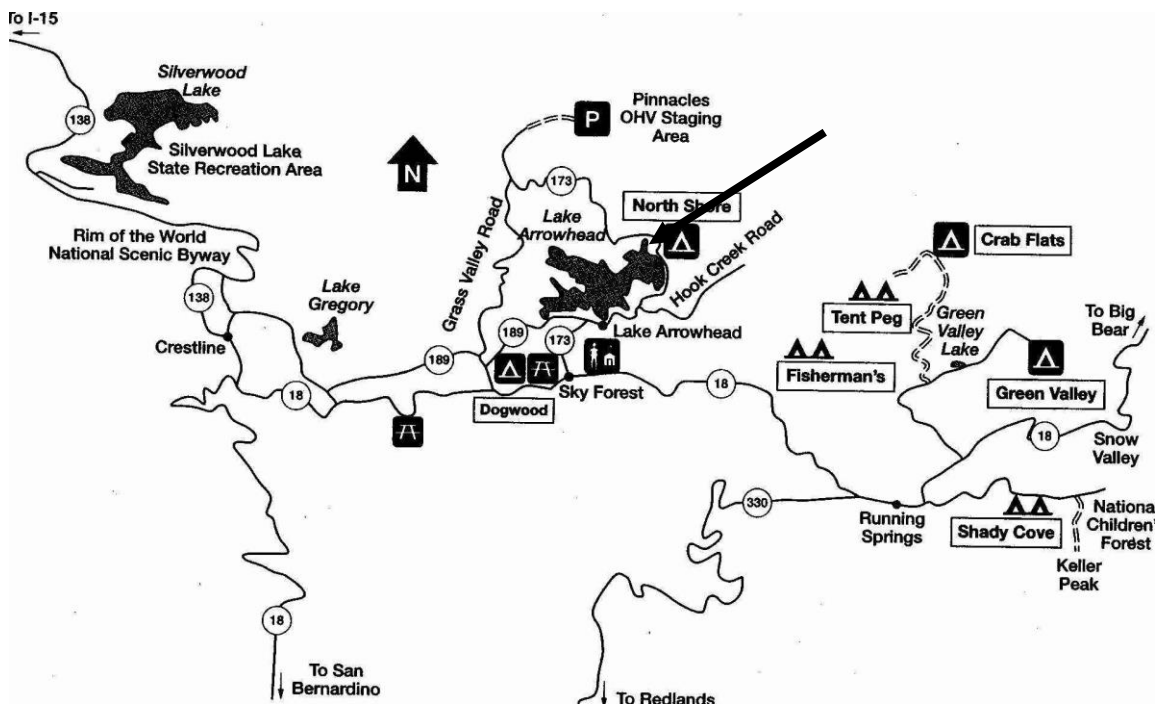 To I-15
Silverwood
Lake
138
Silverwood Lake
State Recreation Area
N
P
Pinnacles
OHV Staging
Area
173
North Shore
Lake
Arrowhead
Grass Valley Road
Hook Creek Road
Rim of the World
National Scenic Byway
138
Crestline
Lake
Gregory
189
189
173
Lake Arrowhead
18
Dogwood
Sky Forest
18
Crab Flats
Tent Peg
Green
Valley
Lake
Fisherman's
To Big
Bear
Green Valley
18
Snow
Valley
330
Running
Springs
Shady Cove
National
Children'
Forest
Keller
Peak
18
To San
Bernardino
To Redlands